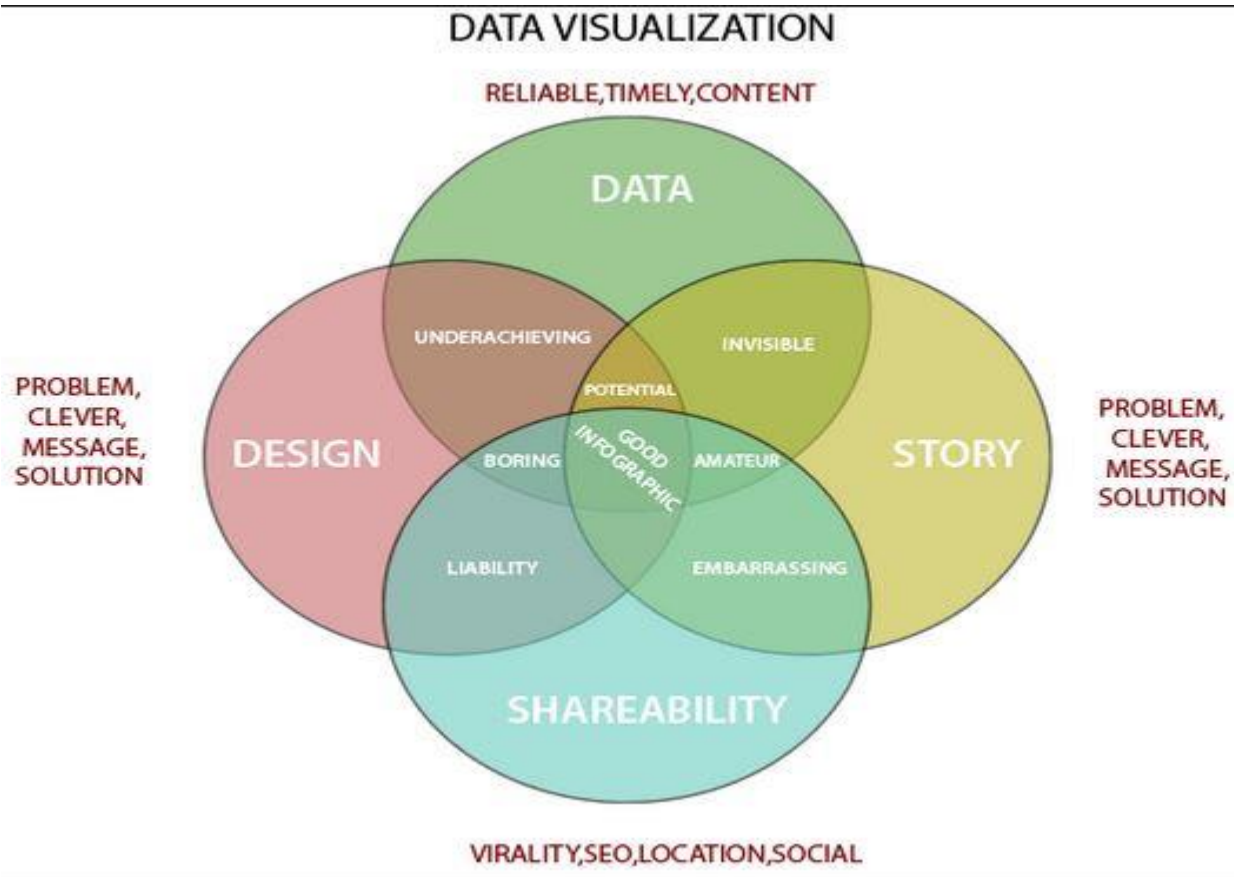 DATA VISUALIZATION
RELIABLE,TIMELY,CONTENT
DATA
UNDERACHIEVING
INVISIBLE
POTENTIAL
PROBLEM,
CLEVER,
MESSAGE,
SOLUTION
DESIGN
BORING
GOOD
INFOGRAPHIC
AMATEUR
STORY
PROBLEM,
CLEVER,
MESSAGE,
SOLUTION
LIABILITY
EMBARRASSING
SHAREABILITY
VIRALITY,SEO,LOCATION,SOCIAL